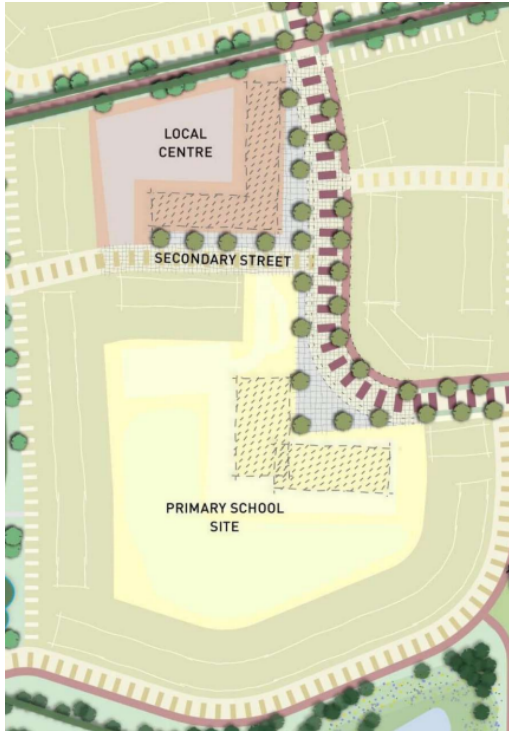 LOCAL
CENTRE
SECONDARY STREET
PRIMARY SCHOOL
SITE